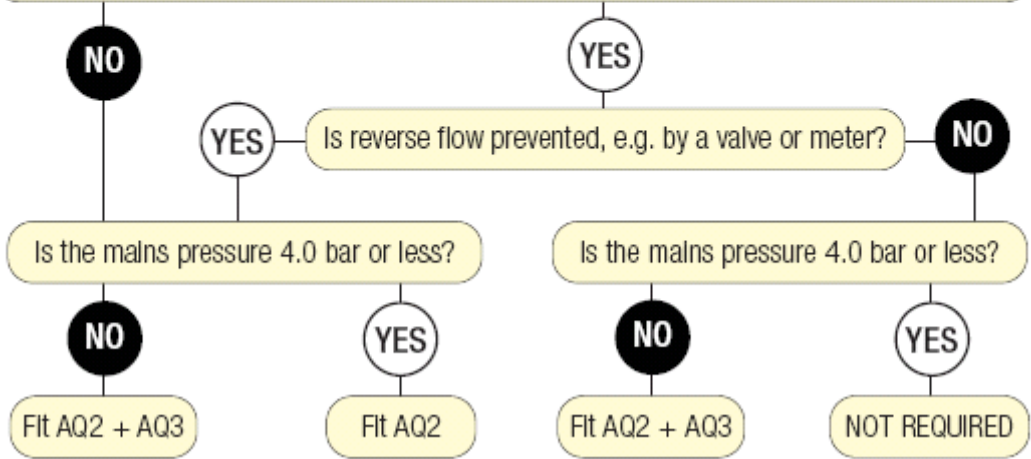 NO
YES
YES
Is reverse flow prevented, e.g. by a valve or meter?
NO
Is the mains pressure 4.0 bar or less?
Is the mains pressure 4.0 bar or less?
NO
YES
NO
YES
Fit AQ2 + AQ3
Fit AQ2
Fit AQ2 + AQ3
NOT REQUIRED